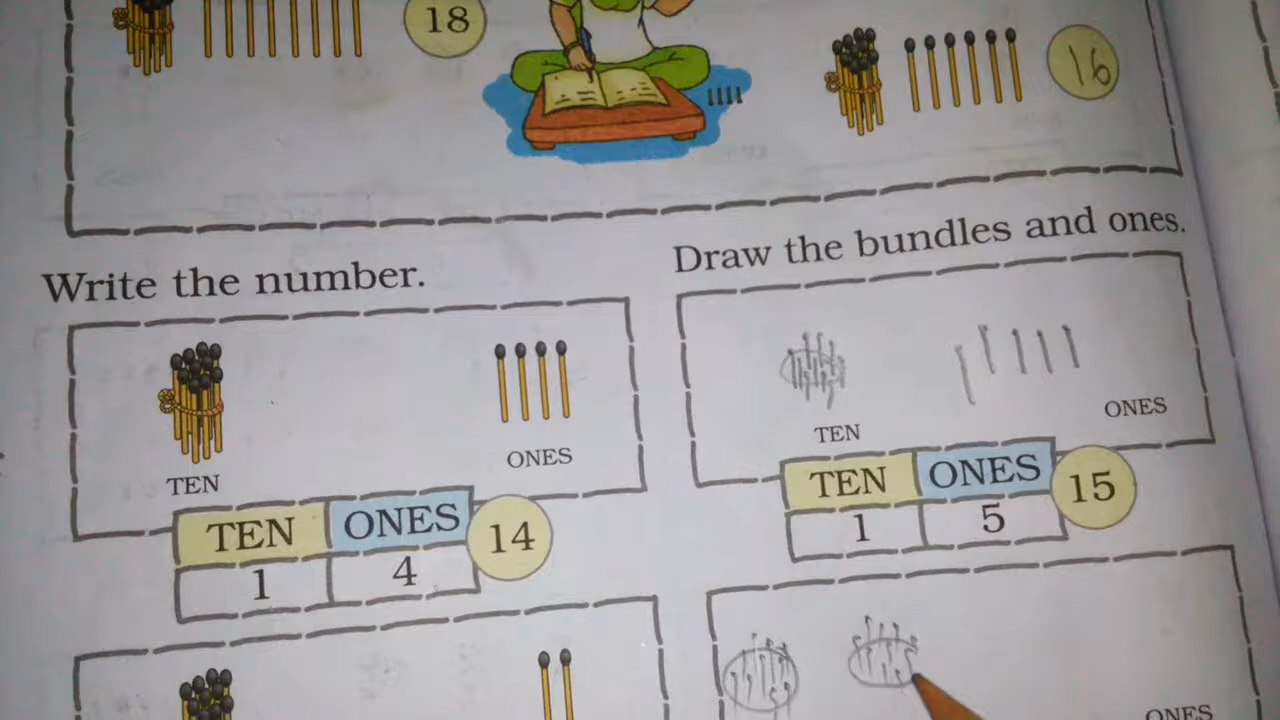 18
16
Write the number.
Draw the bundles and ones.
TEN
ONES
TEN ONES
1 4
14
TEN
ONES
TEN ONES
1 5
15
ONES